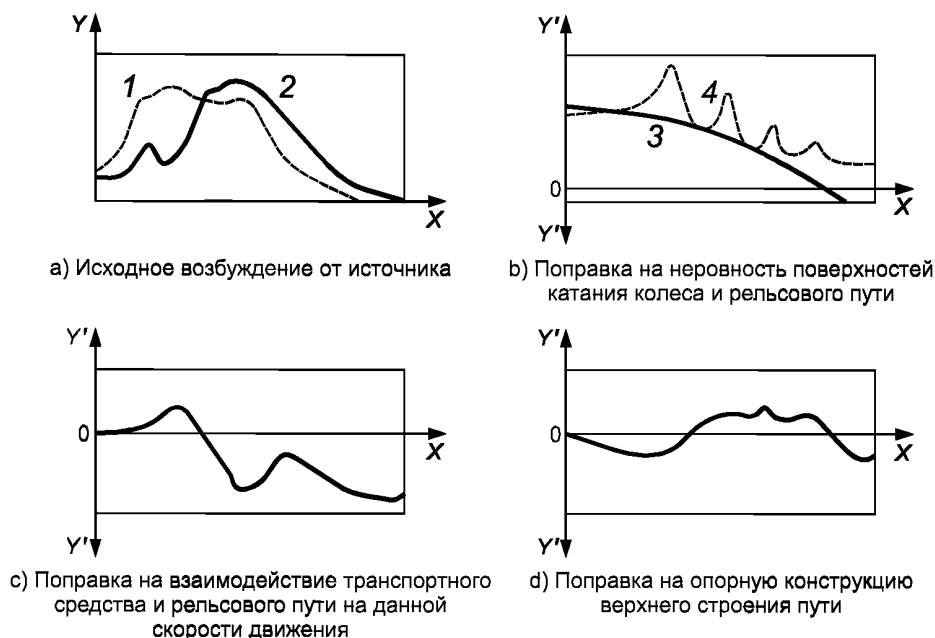 Y
1
2
X
a) Исходное возбуждение от источника
Y'
4
3
0
X
Y'
b) Поправка на неровность поверхностей
катания колеса и рельсового пути
Y'
0
X
Y'
c) Поправка на взаимодействие транспортного
средства и рельсового пути на данной
скорости движения
Y'
0
X
Y'
d) Поправка на опорную конструкцию
верхнего строения пути